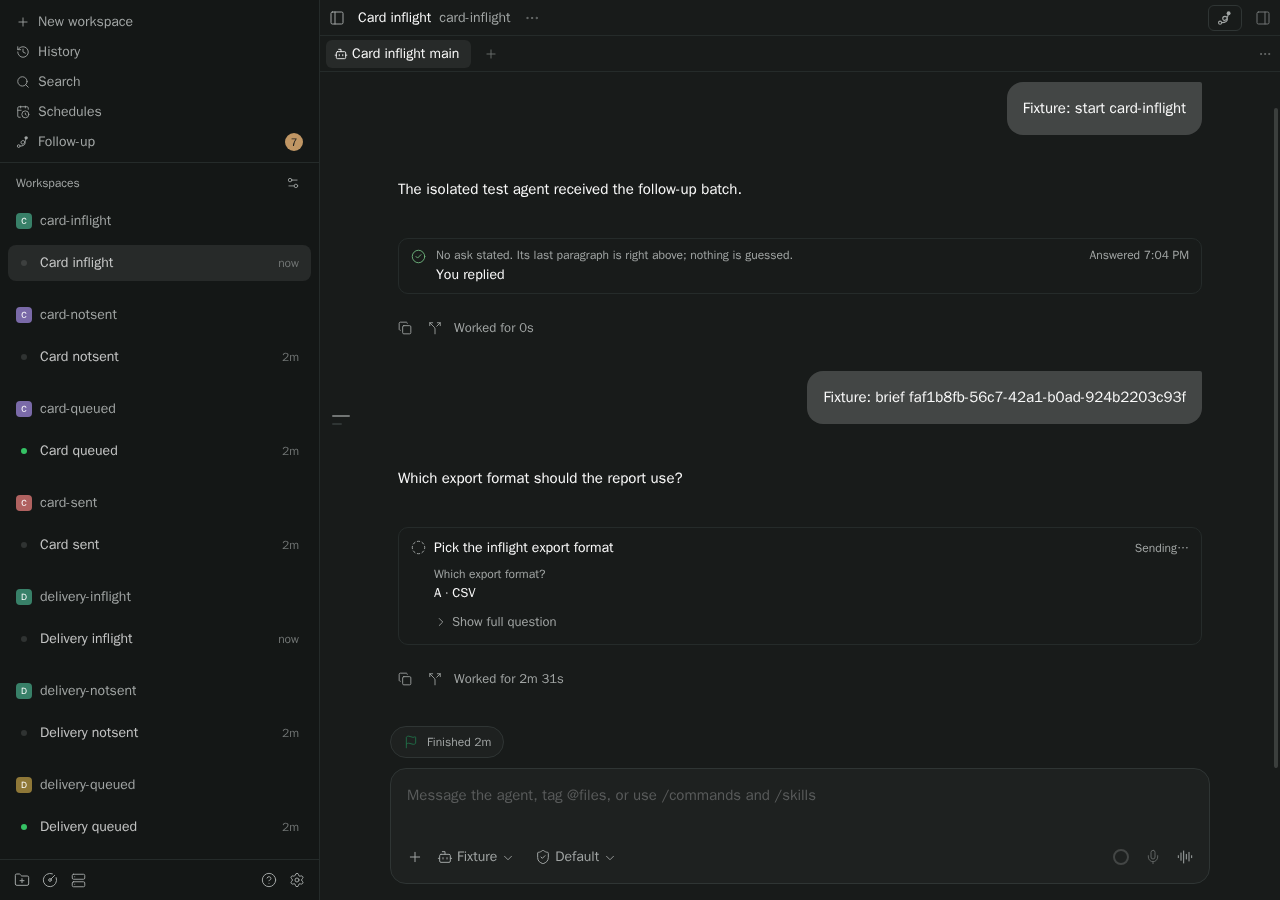 New workspace
History
Search
Schedules
Follow-up 7
Workspaces
C card-inflight
Card inflight now
C card-notsent
Card notsent 2m
C card-queued
Card queued 2m
C card-sent
Card sent 2m
D delivery-inflight
Delivery inflight now
D delivery-notsent
Delivery notsent 2m
D delivery-queued
Delivery queued 2m
Card inflight card-inflight
Card inflight main
Fixture: start card-inflight
The isolated test agent received the follow-up batch.
No ask stated. Its last paragraph is right above; nothing is guessed. Answered 7:04 PM
You replied
Worked for 0s
Fixture: brief faf1b8fb-56c7-42a1-b0ad-924b2203c93f
Which export format should the report use?
Pick the inflight export format Sending···
Which export format?
A · CSV
Show full question
Worked for 2m 31s
Finished 2m
Message the agent, tag @files, or use /commands and /skills
Fixture Default